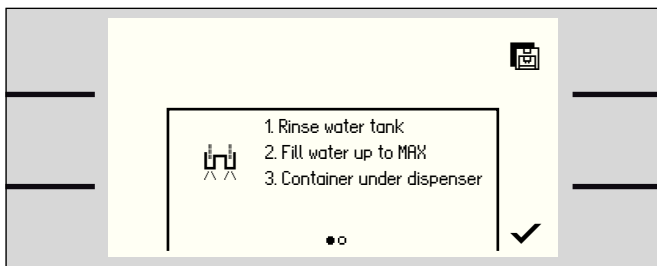 1. Rinse water tank
2. Fill water up to MAX
3. Container under dispenser